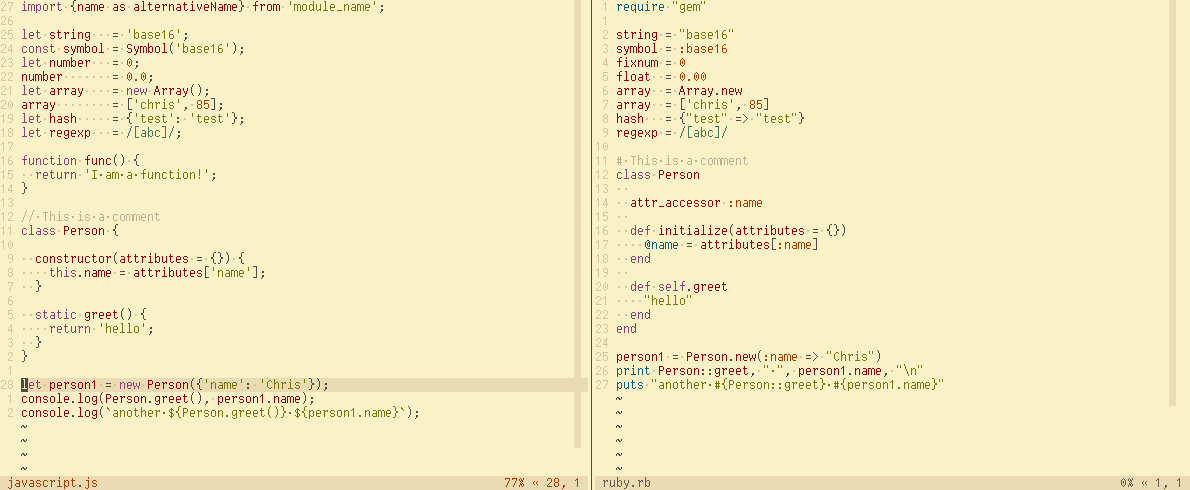 27 import {name as alternativeName} from 'module_name';
26
25 let string   = 'base16';
24 const symbol = Symbol('base16');
23 let number   = 0;
22 number       = 0.0;
21 let array    = new Array();
20 array        = ['chris', 85];
19 let hash     = {'test': 'test'};
18 let regexp   = /[abc]/;
17
16 function func() {
15   return 'I am a function!';
14 }
13
12 // This is a comment
11 class Person {
10
9   constructor(attributes = {}) {
8     this.name = attributes['name'];
7   }
6
5   static greet() {
4     return 'hello';
3   }
2 }
1
28 let person1 = new Person({'name': 'Chris'});
1 console.log(Person.greet(), person1.name);
2 console.log(`another ${Person.greet()} ${person1.name}`);
~
~
~
~
javascript.js 77% « 28, 1
1 require "gem"
1
2 string = "base16"
3 symbol = :base16
4 fixnum = 0
5 float  = 0.00
6 array  = Array.new
7 array  = ['chris', 85]
8 hash   = {"test" => "test"}
9 regexp = /[abc]/
10
11 # This is a comment
12 class Person
13
14   attr_accessor :name
15
16   def initialize(attributes = {})
17     @name = attributes[:name]
18   end
19
20   def self.greet
21     "hello"
22   end
23 end
24
25 person1 = Person.new(:name => "Chris")
26 print Person::greet, " ", person1.name, "\n"
27 puts "another #{Person::greet} #{person1.name}"
~
~
~
~
~
~
ruby.rb 0% « 1, 1